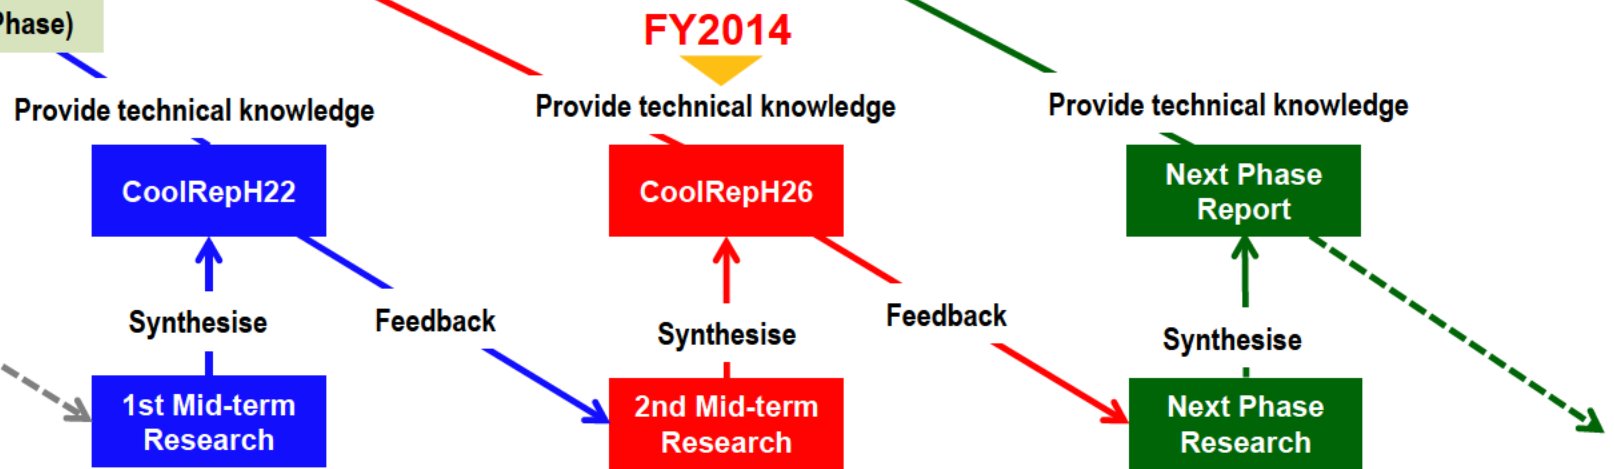 Phase)
FY2014
Provide technical knowledge
Provide technical knowledge
Provide technical knowledge
CoolRepH22
CoolRepH26
Next Phase
Report
Synthesise
Feedback
Synthesise
Feedback
Synthesise
1st Mid-term
Research
2nd Mid-term
Research
Next Phase
Research